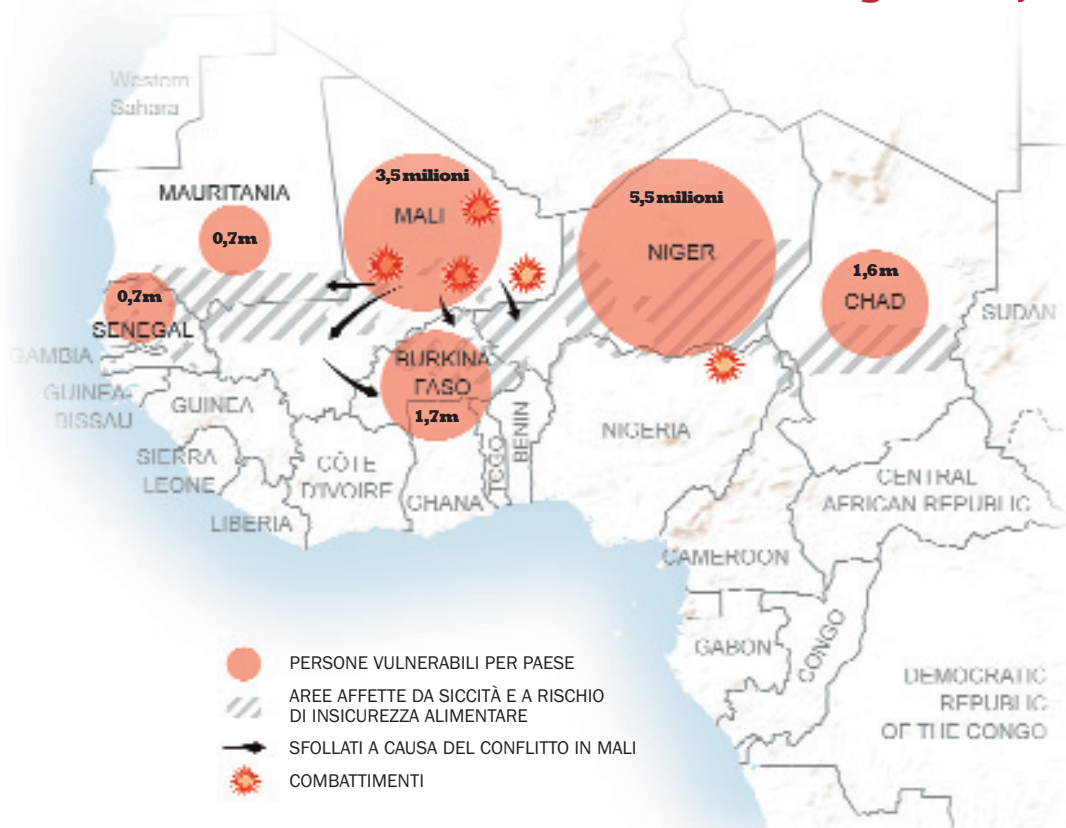 Western
Sahara
MAURITANIA
0,7m
3,5 milioni
MALI
5,5 milioni
NIGER
1,6m
CHAD
SUDAN
0,7m
SENEGAL
GAMBIA
GUINEA-
BISSAU
GUINEA
BURKINA
FASO
1,7m
SIERRA
LEONE
LIBERIA
CÔTE
D'IVOIRE
GHANA
TOGO
BENIN
NIGERIA
CENTRAL
AFRICAN REPUBLIC
CAMEROON
GABON
CONGO
DEMOCRATIC
REPUBLIC
OF THE CONGO
PERSONE VULNERABILI PER PAESE
AREE AFFETTE DA SICCITÀ E A RISCHIO
DI INSICUREZZA ALIMENTARE
SFOLLATI A CAUSA DEL CONFLITTO IN MALI
COMBATTIMENTI